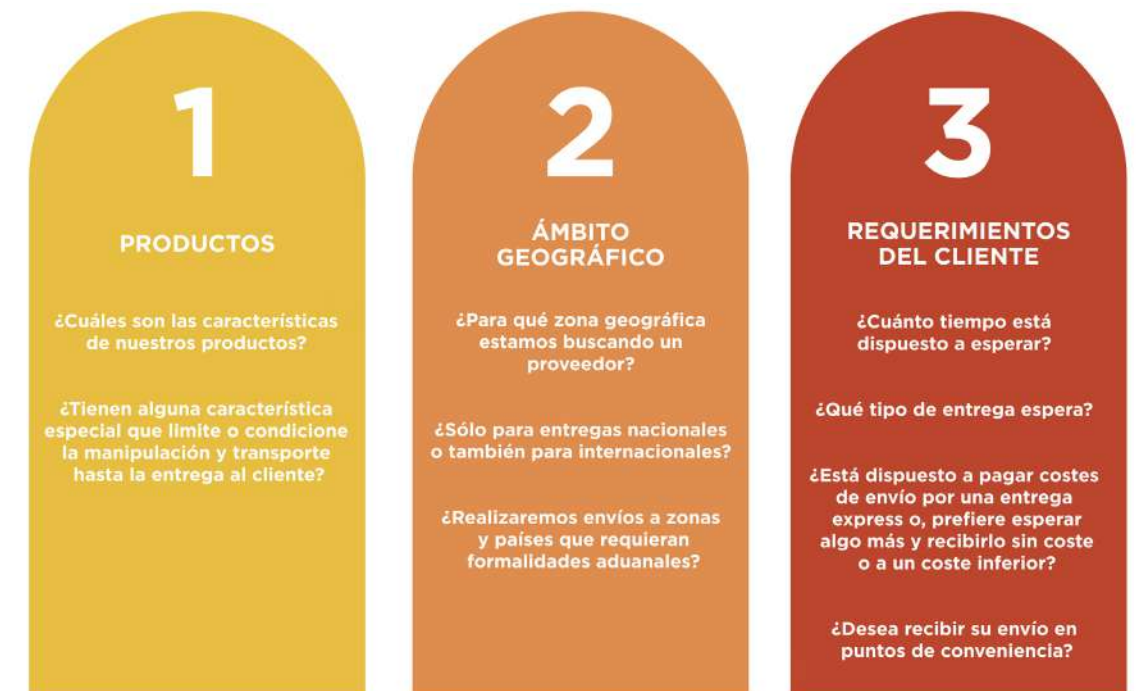 1
PRODUCTOS
¿Cuáles son las características
de nuestros productos?
¿Tienen alguna característica
especial que limite o condicione
la manipulación y transporte
hasta la entrega al cliente?
2
ÁMBITO
GEOGRÁFICO
¿Para qué zona geográfica
estamos buscando un
proveedor?
¿Sólo para entregas nacionales
o también para internacionales?
¿Realizaremos envíos a zonas
y países que requieran
formalidades aduanales?
3
REQUERIMIENTOS
DEL CLIENTE
¿Cuánto tiempo está
dispuesto a esperar?
¿Qué tipo de entrega espera?
¿Está dispuesto a pagar costes
de envío por una entrega
express o, prefiere esperar
algo más y recibirlo sin coste
o a un coste inferior?
¿Desea recibir su envío en
puntos de conveniencia?